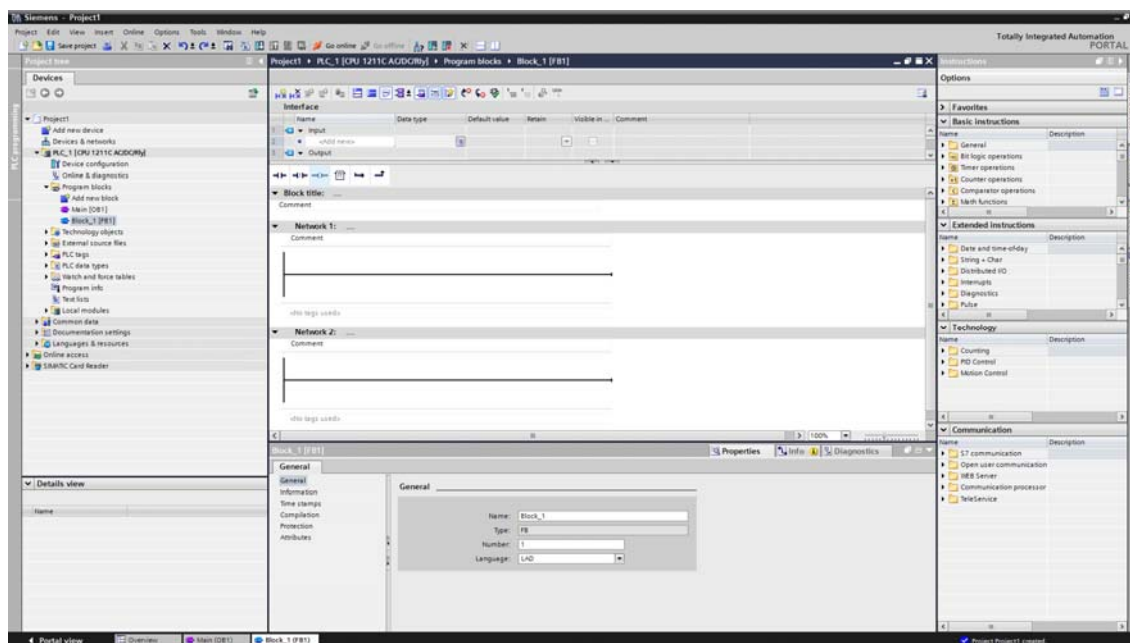 Siemens - Project1
Project Edit View Insert Online Options Tools Window Help
Save project
Go online Go offline
Totally Integrated Automation
PORTAL
Project tree
Devices
PLC programming
Project1
Add new device
Devices & networks
PLC_1 [CPU 1211C AC/DC/Rly]
Device configuration
Online & diagnostics
Program blocks
Add new block
Main [OB1]
Block_1 [FB1]
Technology objects
External source files
PLC tags
PLC data types
Watch and force tables
Program info
Text lists
Local modules
Common data
Documentation settings
Languages & resources
Online access
SIMATIC Card Reader
Details view
Name
Project1 PLC_1 [CPU 1211C AC/DC/Rly] Program blocks Block_1 [FB1]
Interface
Name Data type Default value Retain Visible in ... Comment
1 Input
2 <Add new>
3 Output
Block title: ...
Comment
Network 1: ...
Comment
<No tags used>
Network 2: ...
Comment
<No tags used>
100%
Block_1 [FB1]
Properties Info Diagnostics
General
General
Information
Time stamps
Compilation
Protection
Attributes
General
Name: Block_1
Type: FB
Number: 1
Language: LAD
Instructions
Options
Favorites
Basic instructions
Name Description
General
Bit logic operations
Timer operations
Counter operations
Comparator operations
Math functions
Extended instructions
Name Description
Date and time-of-day
String + Char
Distributed I/O
Interrupts
Diagnostics
Pulse
Technology
Name Description
Counting
PID Control
Motion Control
Communication
Name Description
S7 communication
Open user communication
WEB Server
Communication processor
TeleService
Portal view Overview Main (OB1) Block_1 (FB1)
Project Project1 created.